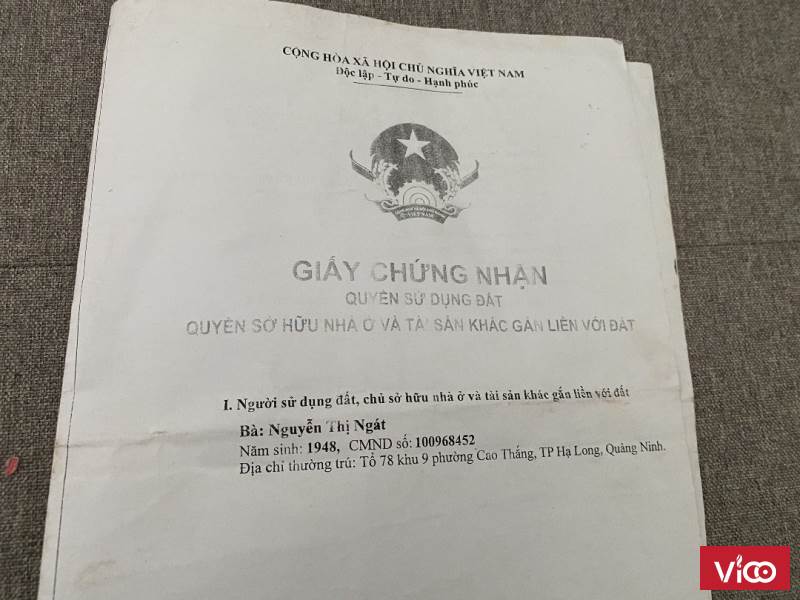 CỘNG HÒA XÃ HỘI CHỦ NGHĨA VIỆT NAM
Độc lập - Tự do - Hạnh phúc
VIỆT NAM
GIẤY CHỨNG NHẬN
QUYỀN SỬ DỤNG ĐẤT
QUYỀN SỞ HỮU NHÀ Ở VÀ TÀI SẢN KHÁC GẮN LIỀN VỚI ĐẤT
I. Người sử dụng đất, chủ sở hữu nhà ở và tài sản khác gắn liền với đất
Bà: Nguyễn Thị Ngát
Năm sinh: 1948, CMND số: 100968452
Địa chỉ thường trú: Tổ 78 khu 9 phường Cao Thắng, TP Hạ Long, Quảng Ninh.
Vioo